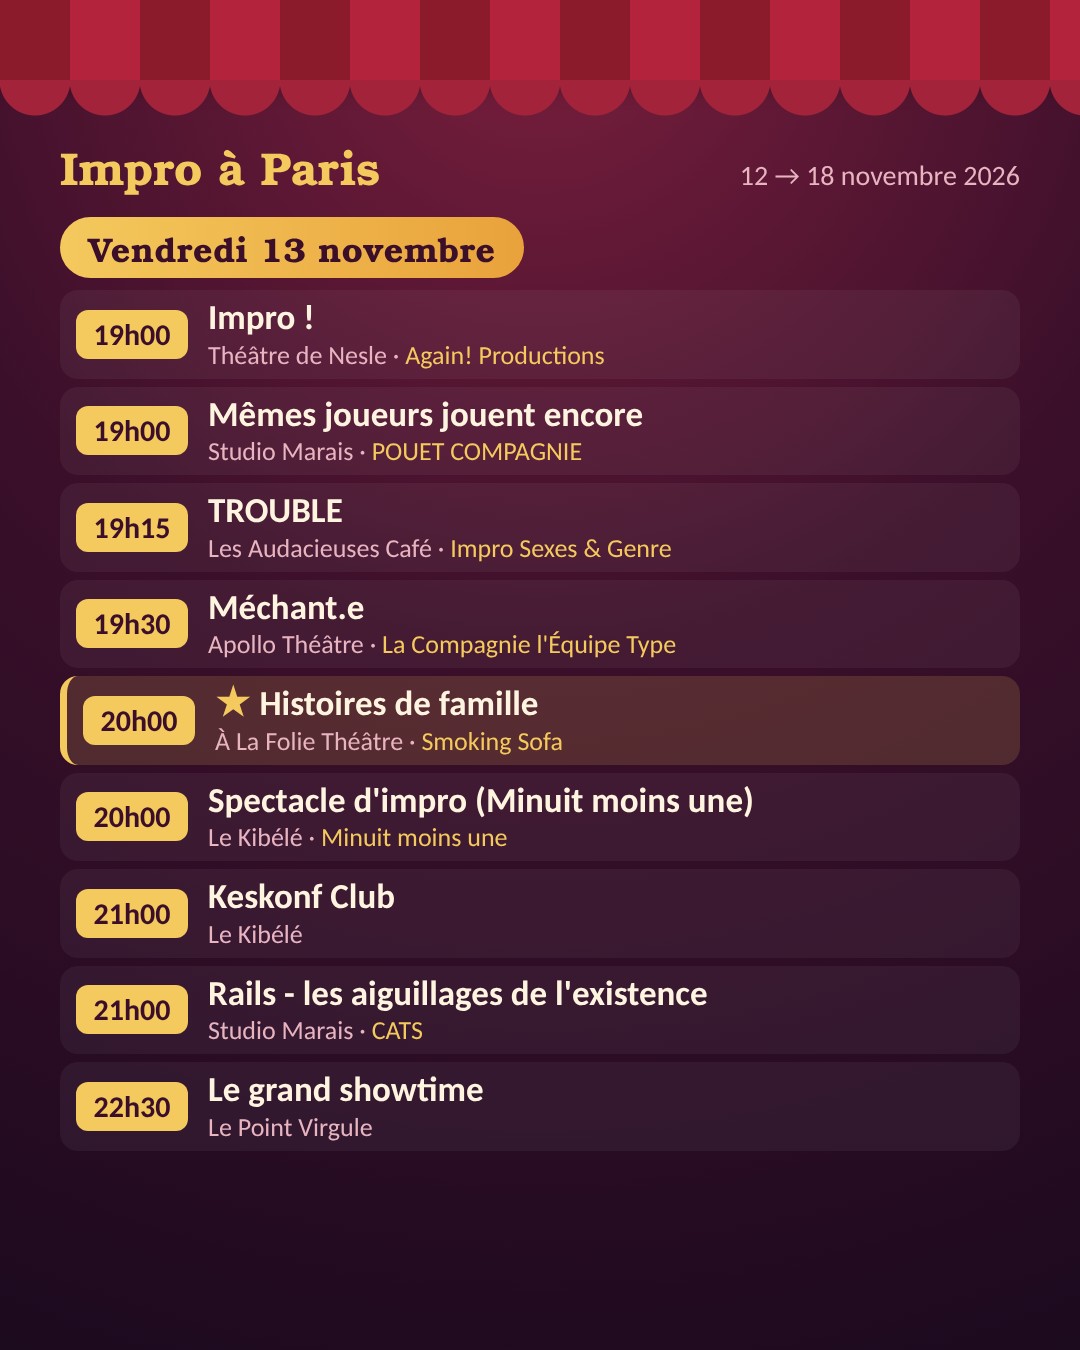 Impro à Paris
12 → 18 novembre 2026
Vendredi 13 novembre
19h00
Impro !
Théâtre de Nesle · Again! Productions
19h00
Mêmes joueurs jouent encore
Studio Marais · POUET COMPAGNIE
19h15
TROUBLE
Les Audacieuses Café · Impro Sexes & Genre
19h30
Méchant.e
Apollo Théâtre · La Compagnie l'Équipe Type
20h00
★ Histoires de famille
À La Folie Théâtre · Smoking Sofa
20h00
Spectacle d'impro (Minuit moins une)
Le Kibélé · Minuit moins une
21h00
Keskonf Club
Le Kibélé
21h00
Rails - les aiguillages de l'existence
Studio Marais · CATS
22h30
Le grand showtime
Le Point Virgule